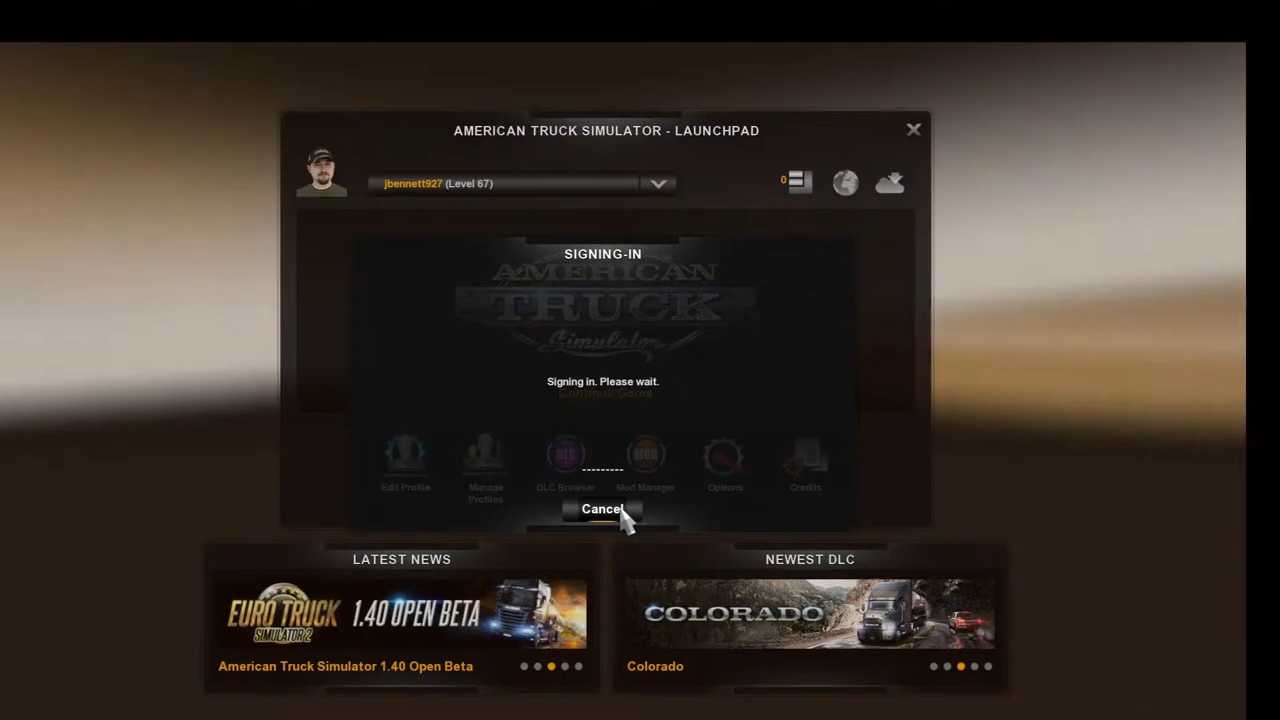 AMERICAN TRUCK SIMULATOR - LAUNCHPAD
jbennett927 (Level 67)
0
SIGNING-IN
AMERICAN
TRUCK
Simulator
Signing in. Please wait.
Continue Game
DLC
MOD
---------
Edit Profile
Manage
Profiles
DLC Browser
Mod Manager
Options
Credits
Cancel
LATEST NEWS
NEWEST DLC
EURO TRUCK
SIMULATOR 2
1.40 OPEN BETA
COLORADO
American Truck Simulator 1.40 Open Beta
Colorado